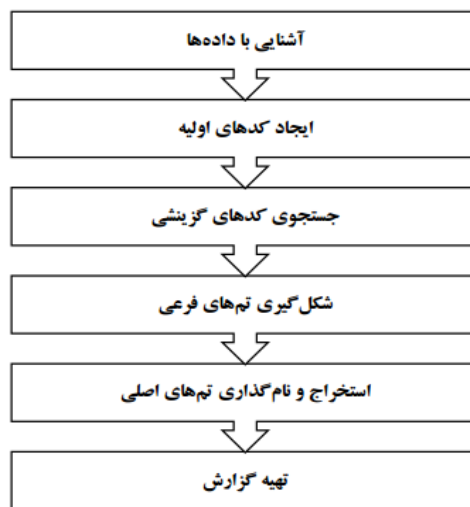 آشنایی با داده‌ها
ایجاد کدهای اولیه
جستجوی کدهای گزینشی
شکل‌گیری تم‌های فرعی
استخراج و نام‌گذاری تم‌های اصلی
تهیه گزارش